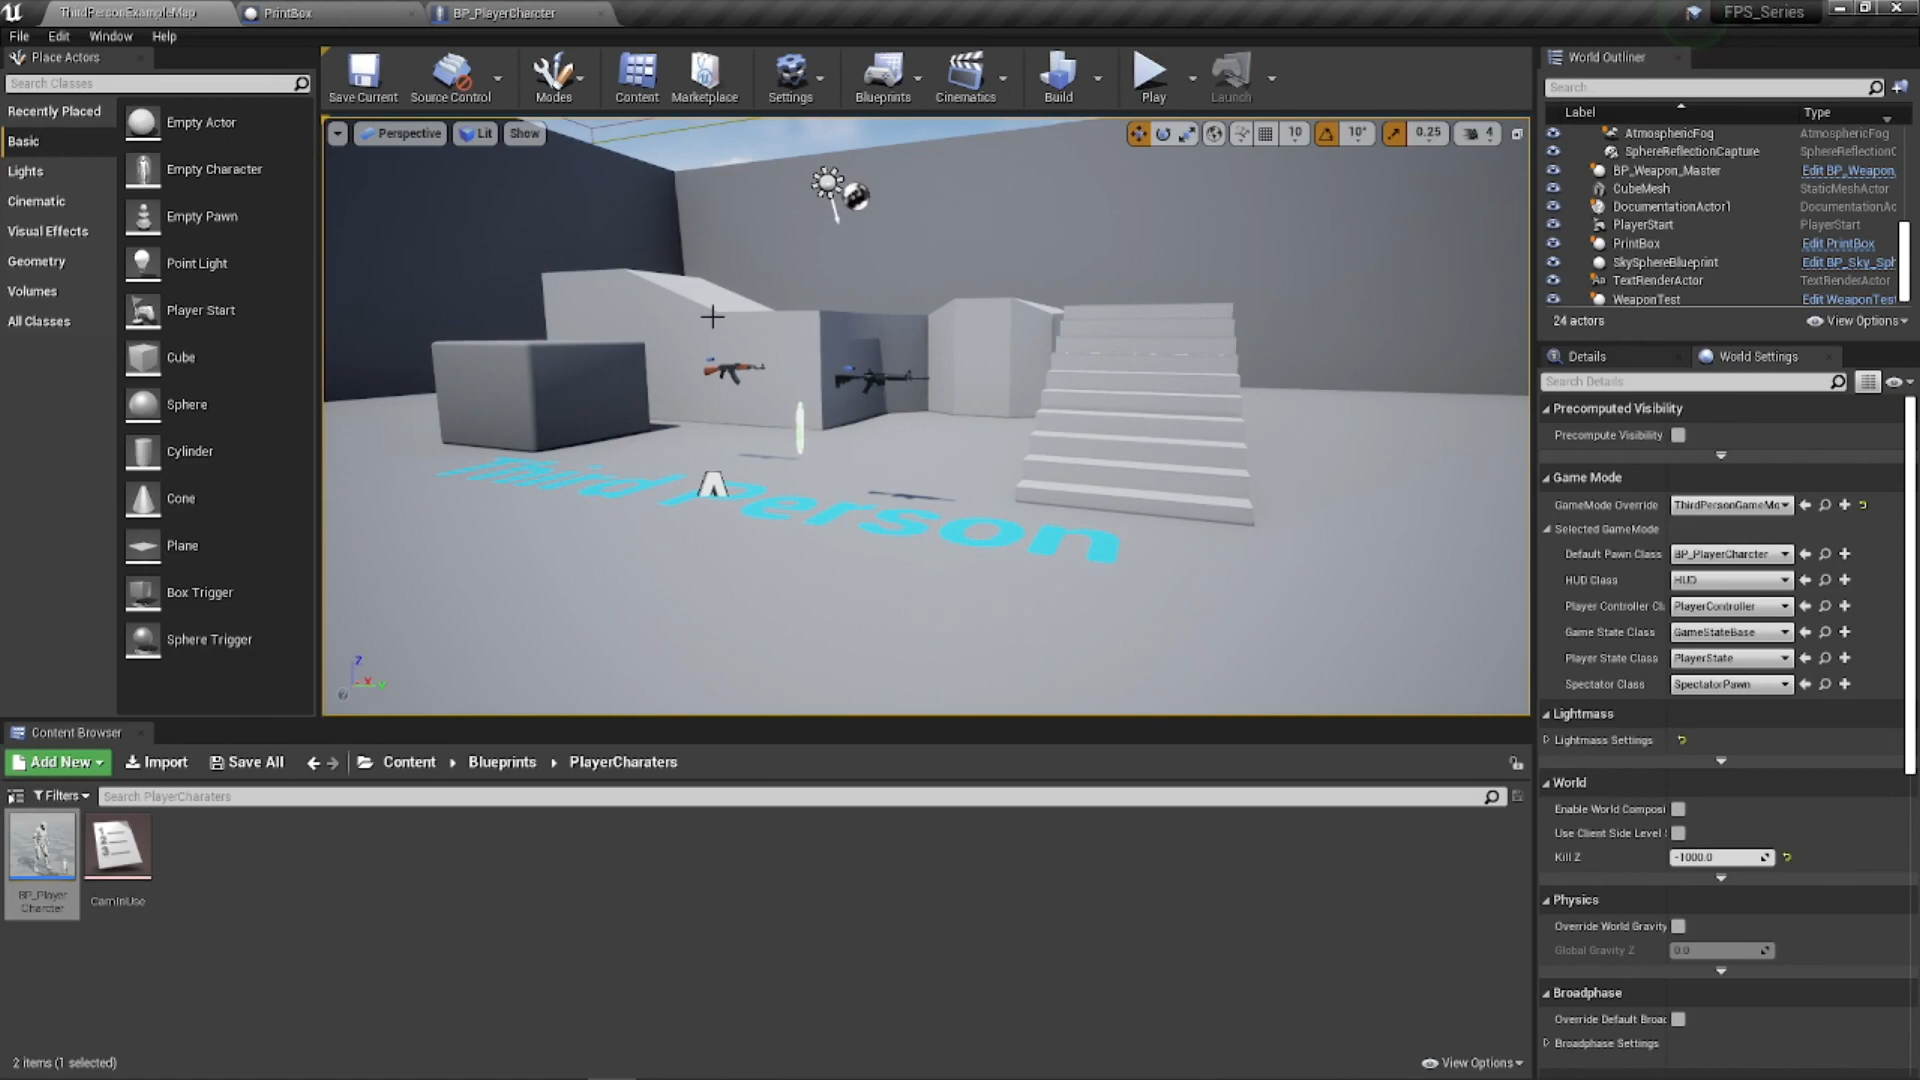 ThirdPersonExampleMap
PrintBox
BP_PlayerCharcter
FPS_Series
File Edit Window Help
Place Actors
Search Classes
Recently Placed
Basic
Lights
Cinematic
Visual Effects
Geometry
Volumes
All Classes
Empty Actor
Empty Character
Empty Pawn
Point Light
Player Start
Cube
Sphere
Cylinder
Cone
Plane
Box Trigger
Sphere Trigger
Save Current
Source Control
Modes
Content
Marketplace
Settings
Blueprints
Cinematics
Build
Play
Launch
Perspective
Lit
Show
10
10°
0.25
4
Third Person
Z
X
Y
World Outliner
Search...
Label Type
AtmosphericFog AtmosphericFog
SphereReflectionCapture SphereReflectionC
BP_Weapon_Master Edit BP_Weapon_
CubeMesh StaticMeshActor
DocumentationActor1 DocumentationAc
PlayerStart PlayerStart
PrintBox Edit PrintBox
SkySphereBlueprint Edit BP_Sky_Sph
TextRenderActor TextRenderActor
WeaponTest Edit WeaponTest
24 actors
View Options
Details
World Settings
Search Details
Precomputed Visibility
Precompute Visibility
Game Mode
GameMode Override ThirdPersonGameMo
Selected GameMode
Default Pawn Class BP_PlayerCharcter
HUD Class HUD
Player Controller Cl PlayerController
Game State Class GameStateBase
Player State Class PlayerState
Spectator Class SpectatorPawn
Lightmass
Lightmass Settings
World
Enable World Composi
Use Client Side Level
Kill Z -1000.0
Physics
Override World Gravity
Global Gravity Z 0.0
Broadphase
Override Default Broac
Broadphase Settings
Content Browser
Add New
Import
Save All
Content
Blueprints
PlayerCharaters
Filters
Search PlayerCharaters
BP_Player
Charcter
CamInUse
2 items (1 selected)
View Options